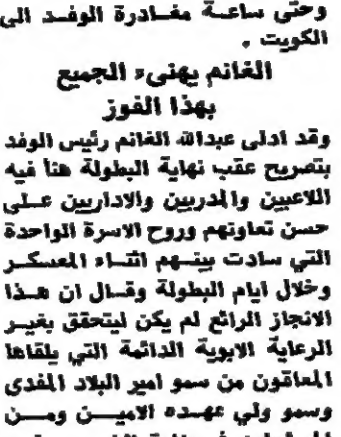 وحتى ساعة مغادرة الوفد الى
الكويت .
الغانم يهنىء الجميع
بهذا الفوز
وقد ادلى عبدالله الغانم رئيس الوفد
بتصريح عقب نهاية البطولة هنأ فيه
اللاعبين والمدربين والاداريين على
حسن تعاونهم وروح الاسرة الواحدة
التي سادت بينهم اثناء المعسكر
وخلال ايام البطولة وقال ان هذا
الانجاز الرائع لم يكن ليتحقق بغير
الرعاية الابوية الدائمة التي يلقاها
المعاقون من سمو امير البلاد المفدى
وسمو ولي عهده الامين ومن